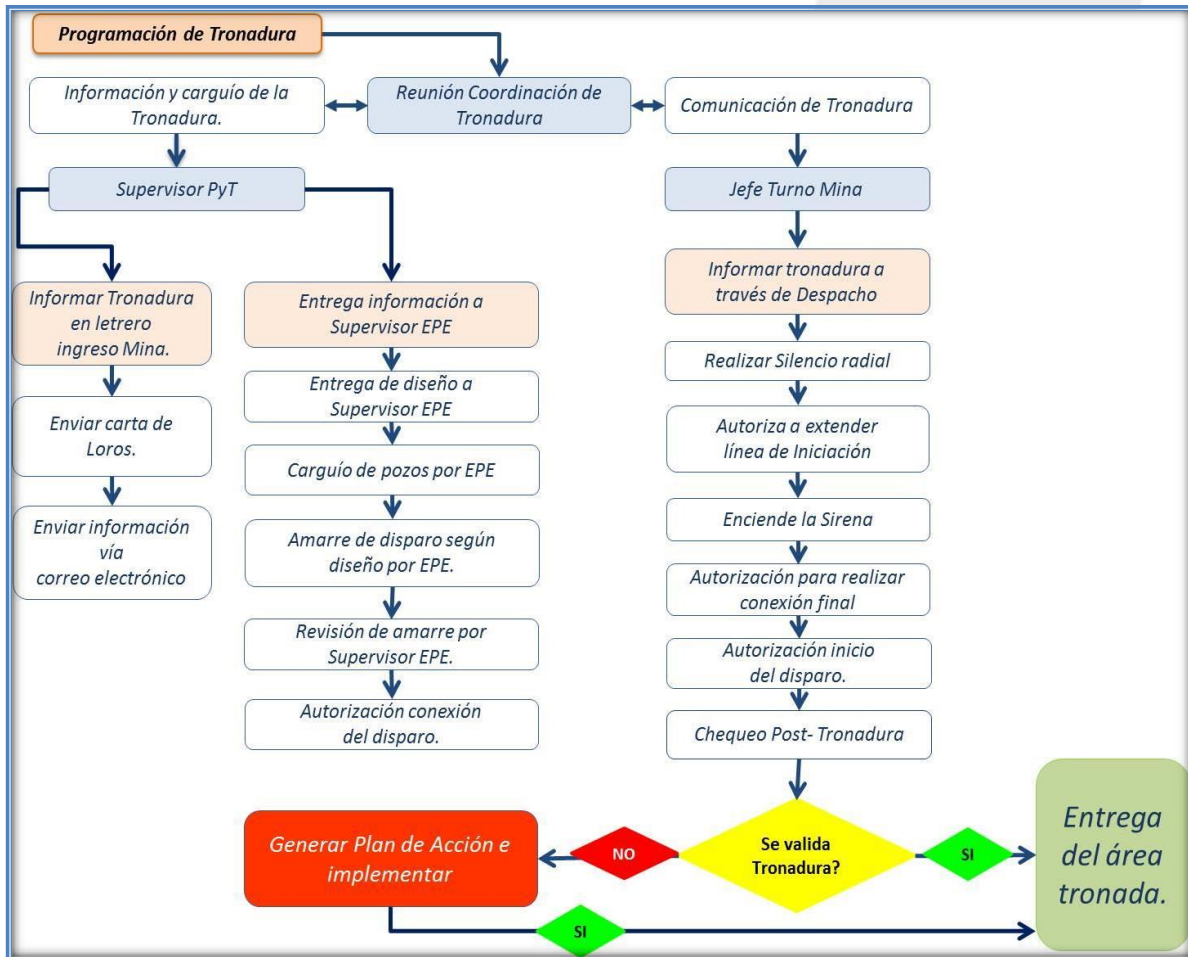 Programación de Tronadura
Información y carguío de la
Tronadura.
Reunión Coordinación de
Tronadura
Comunicación de Tronadura
Supervisor PyT
Jefe Turno Mina
Informar Tronadura
en letrero
ingreso Mina.
Entrega información a
Supervisor EPE
Informar tronadura a
través de Despacho
Enviar carta de
Loros.
Entrega de diseño a
Supervisor EPE
Realizar Silencio radial
Enviar información
vía
correo electrónico
Carguío de pozos por EPE
Autoriza a extender
línea de Iniciación
Amarre de disparo según
diseño por EPE.
Enciende la Sirena
Revisión de amarre por
Supervisor EPE.
Autorización para realizar
conexión final
Autorización conexión
del disparo.
Autorización inicio
del disparo.
Chequeo Post- Tronadura
Generar Plan de Acción e
implementar
NO
Se valida
Tronadura?
SI
Entrega
del área
tronada.
SI